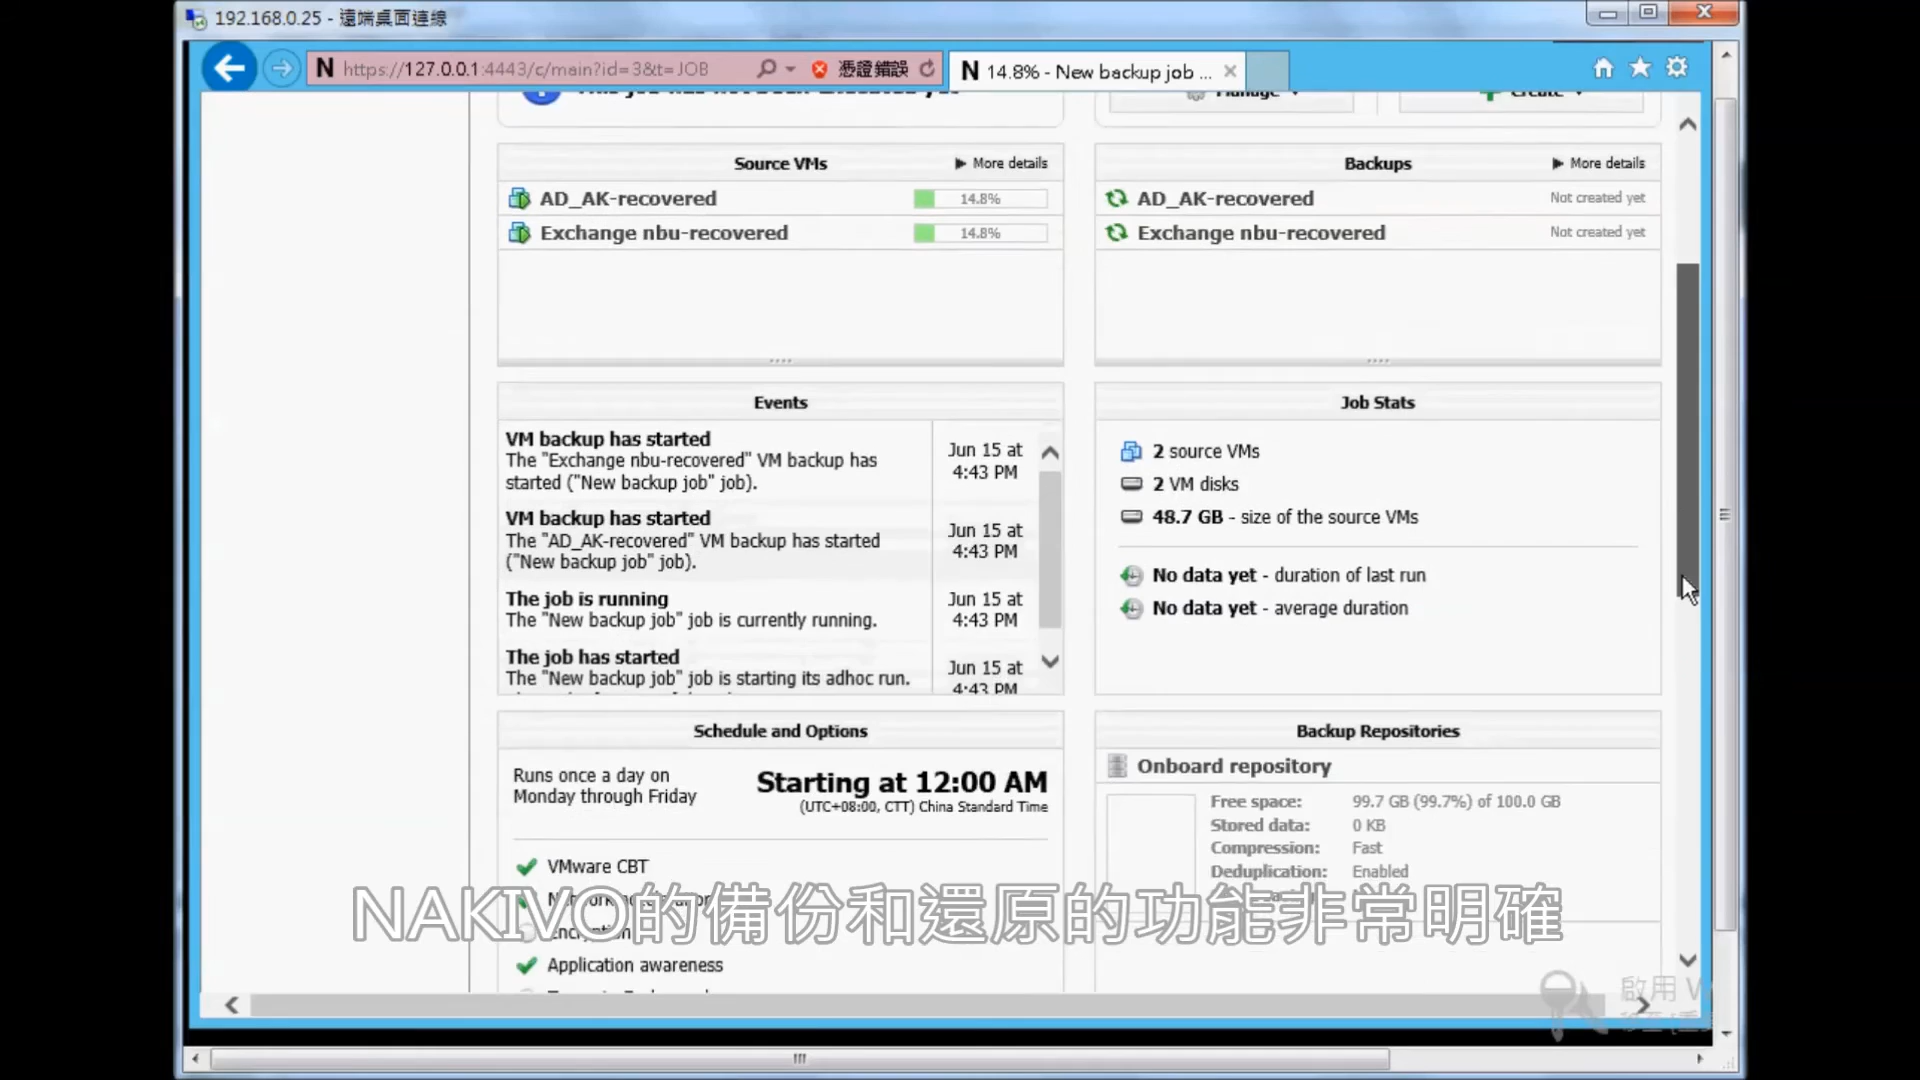 192.168.0.25 - 遠端桌面連線
https://127.0.0.1:4443/c/main?id=3&t=JOB
憑證錯誤
14.8% - New backup job ...
Manage
Create
Source VMs
More details
AD_AK-recovered
14.8%
Exchange nbu-recovered
14.8%
Backups
More details
AD_AK-recovered
Not created yet
Exchange nbu-recovered
Not created yet
Events
VM backup has started
The "Exchange nbu-recovered" VM backup has
started ("New backup job" job).
Jun 15 at
4:43 PM
VM backup has started
The "AD_AK-recovered" VM backup has started
("New backup job" job).
Jun 15 at
4:43 PM
The job is running
The "New backup job" job is currently running.
Jun 15 at
4:43 PM
The job has started
The "New backup job" job is starting its adhoc run.
Jun 15 at
4:43 PM
Job Stats
2 source VMs
2 VM disks
48.7 GB - size of the source VMs
No data yet - duration of last run
No data yet - average duration
Schedule and Options
Runs once a day on
Monday through Friday
Starting at 12:00 AM
(UTC+08:00, CTT) China Standard Time
VMware CBT
Encryption
Application awareness
Backup Repositories
Onboard repository
Free space: 99.7 GB (99.7%) of 100.0 GB
Stored data: 0 KB
Compression: Fast
Deduplication: Enabled
NAKIVO的備份和還原的功能非常明確
啟用 W